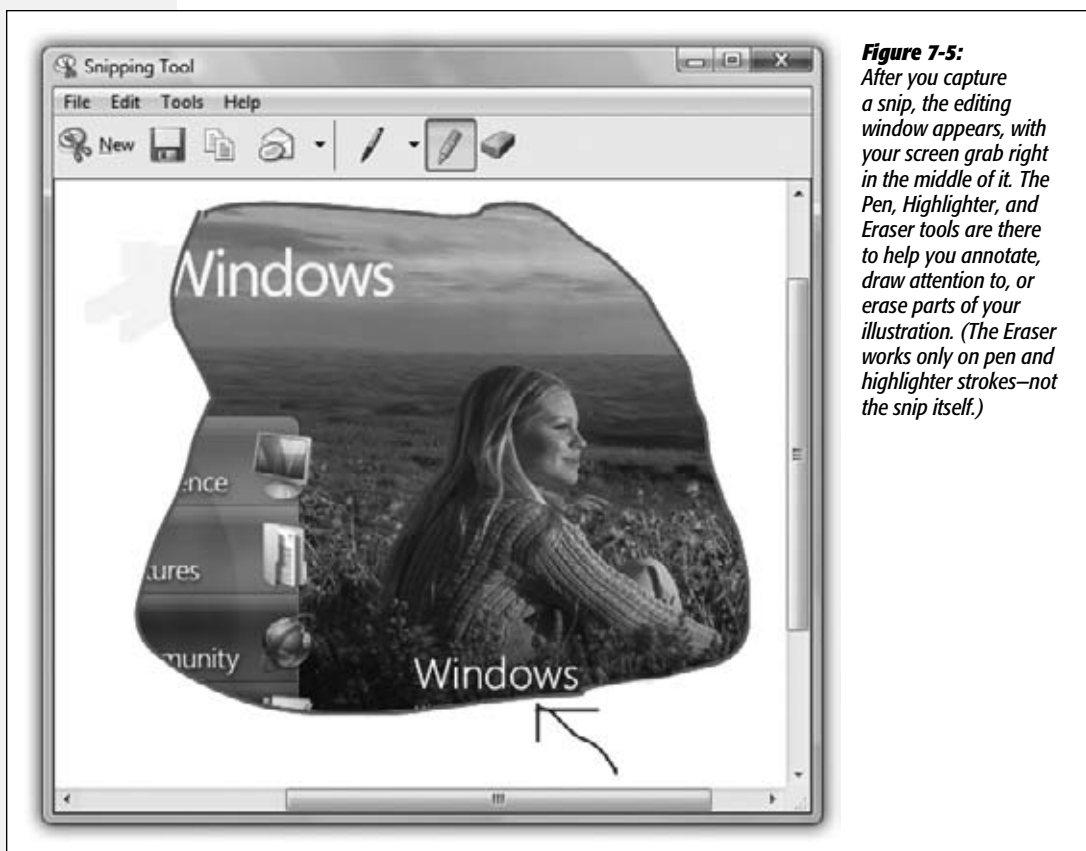 Snipping Tool
File Edit Tools Help
New
Windows
ence
tures
munity
Windows
Figure 7-5:
After you capture
a snip, the editing
window appears, with
your screen grab right
in the middle of it. The
Pen, Highlighter, and
Eraser tools are there
to help you annotate,
draw attention to, or
erase parts of your
illustration. (The Eraser
works only on pen and
highlighter strokes—not
the snip itself.)